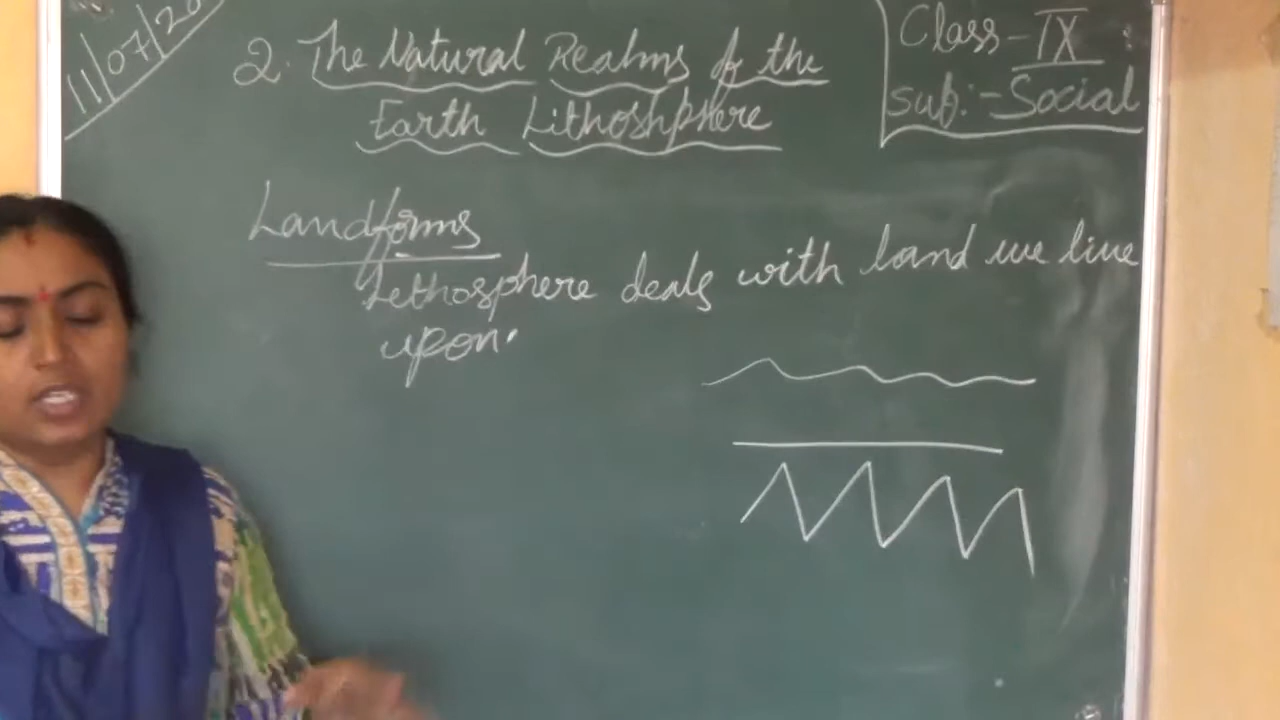 11/07/20
2. The Natural Realms of the
Earth Lithoshphere
Class - IX :
sub:- Social
Landforms
Lethosphere deals with land we live
upon.